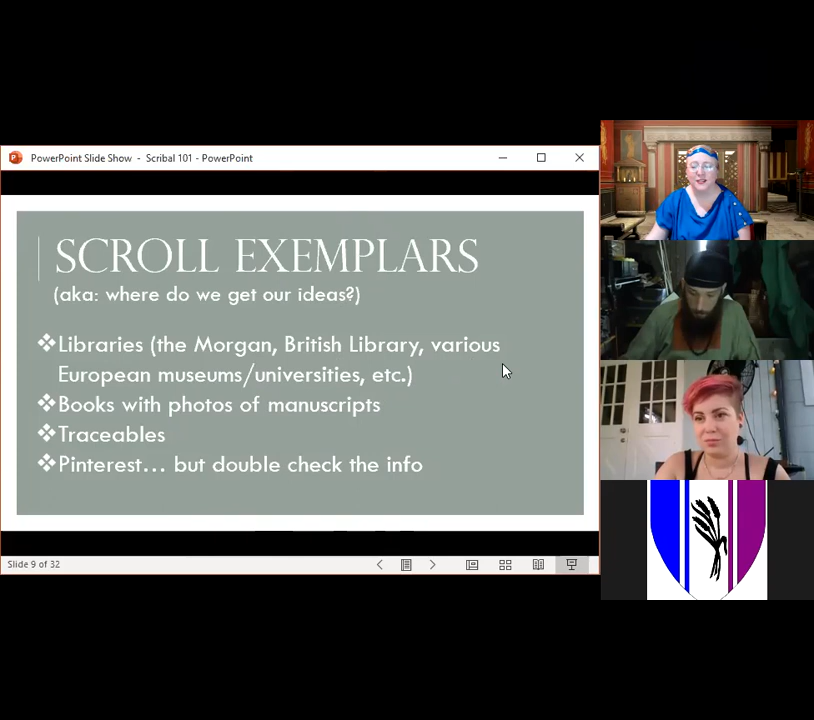 PowerPoint Slide Show - Scribal 101 - PowerPoint
SCROLL EXEMPLARS
(aka: where do we get our ideas?)
❖Libraries (the Morgan, British Library, various
European museums/universities, etc.)
❖Books with photos of manuscripts
❖Traceables
❖Pinterest... but double check the info
Slide 9 of 32